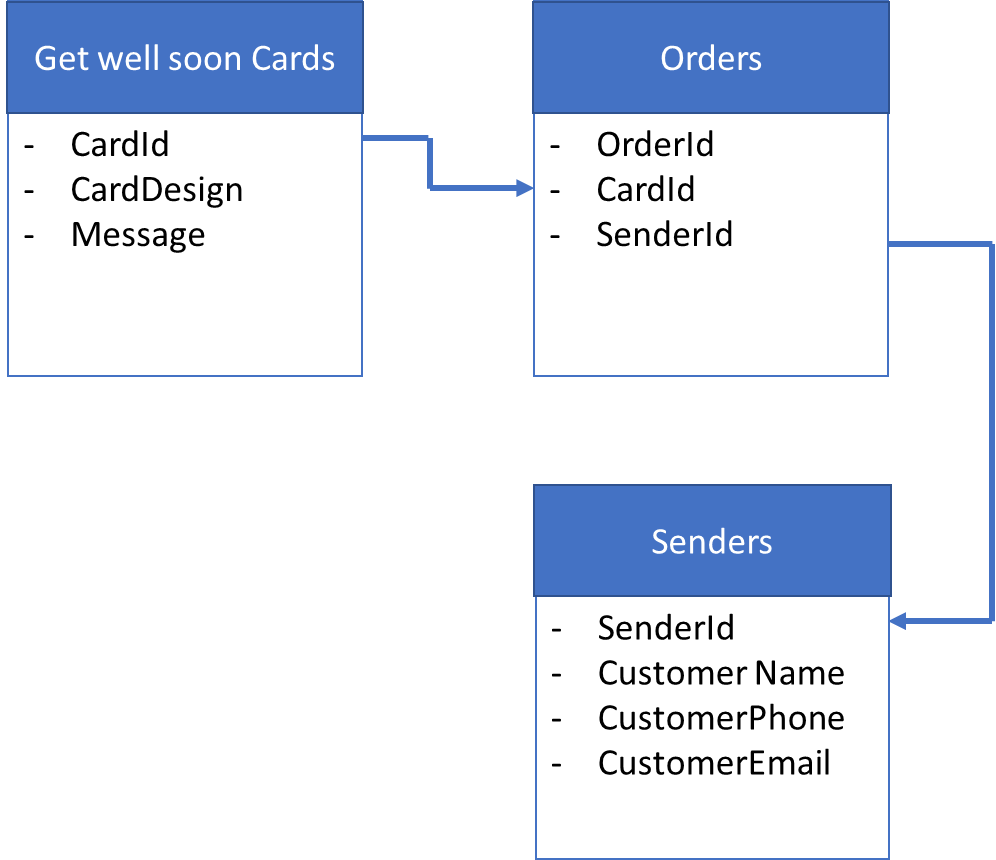 Get well soon Cards
- CardId
- CardDesign
- Message
Orders
- OrderId
- CardId
- SenderId
Senders
- SenderId
- Customer Name
- CustomerPhone
- CustomerEmail